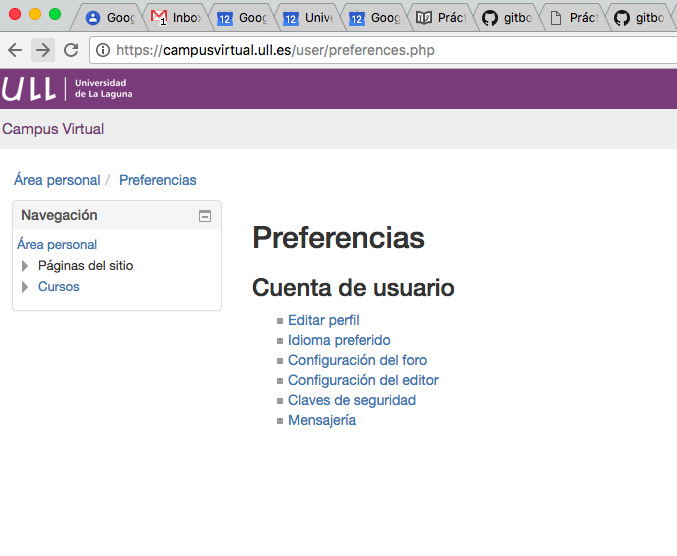 Goog
Inbo
1
12
Goog
12
Unive
12
Goog
Práct
gitbo
Práct
gitbo
https://campusvirtual.ull.es/user/preferences.php
ULL
Universidad
de La Laguna
Campus Virtual
Área personal / Preferencias
Navegación
Área personal
Páginas del sitio
Cursos
Preferencias
Cuenta de usuario
Editar perfil
Idioma preferido
Configuración del foro
Configuración del editor
Claves de seguridad
Mensajería